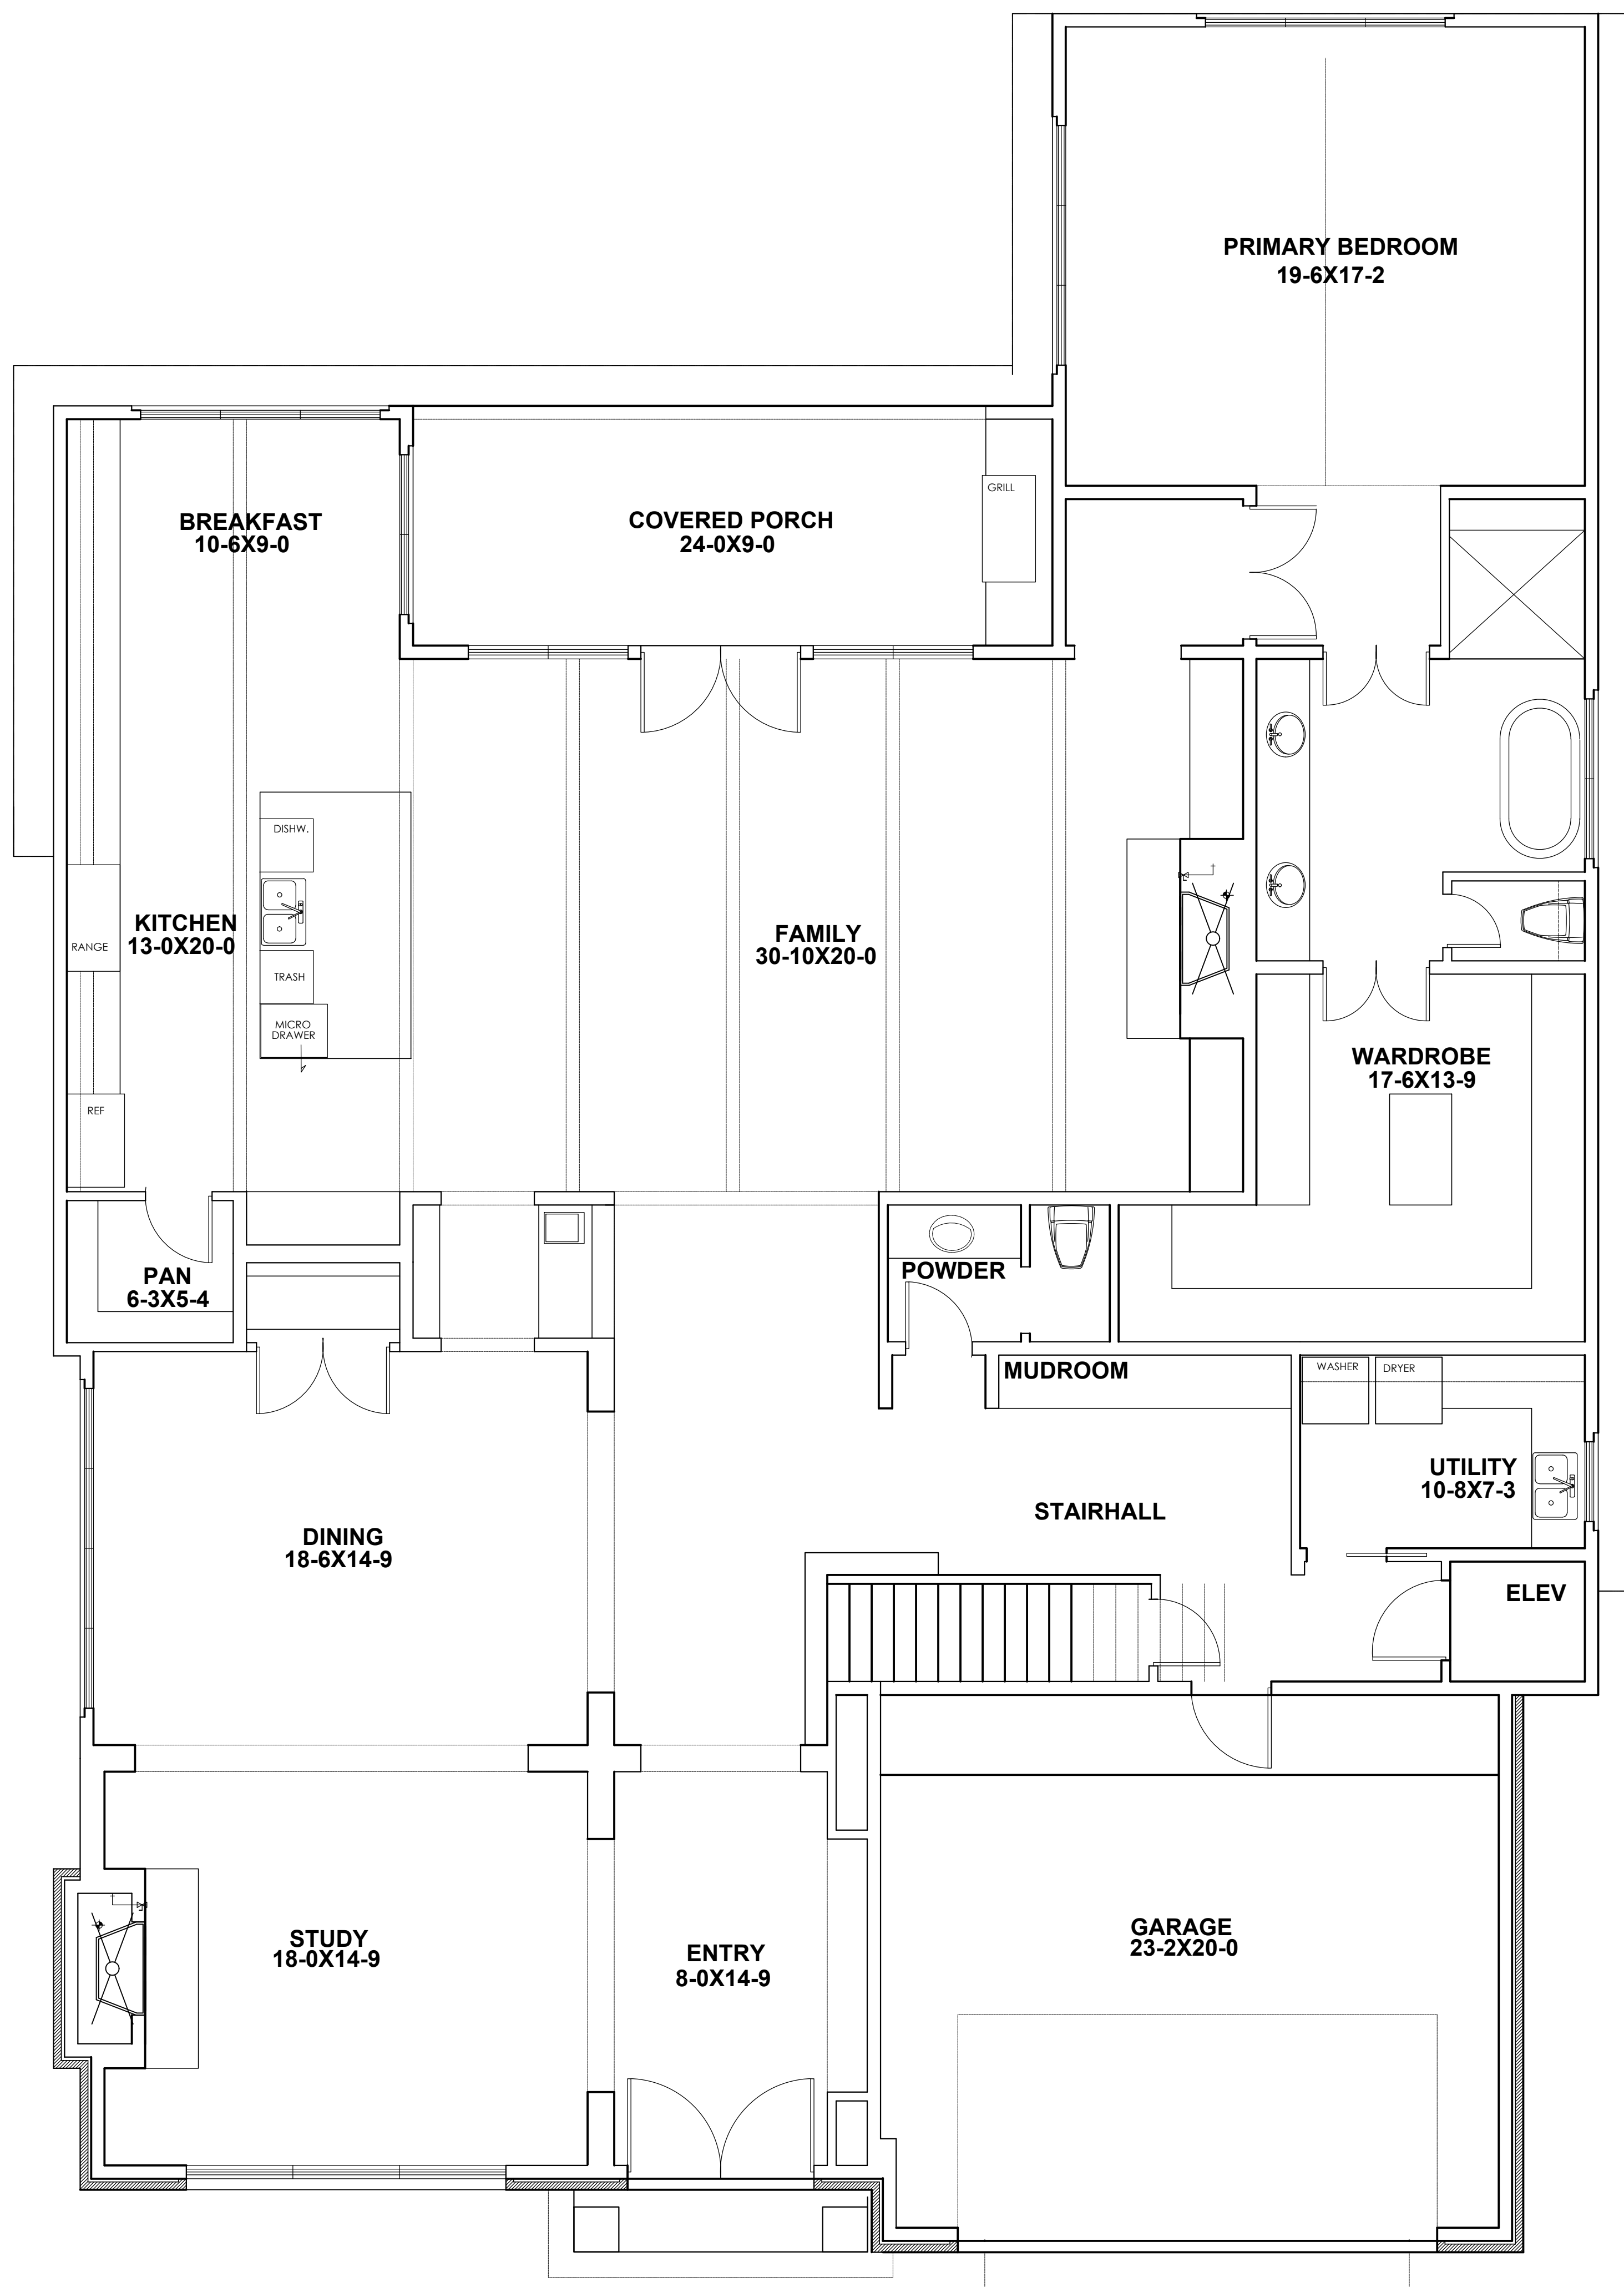 PRIMARY BEDROOM
19-6X17-2
GRILL
BREAKFAST
10-6X9-0
COVERED PORCH
24-0X9-0
DISHW.
KITCHEN
13-0X20-0
RANGE
TRASH
MICRO
DRAWER
REF
FAMILY
30-10X20-0
WARDROBE
17-6X13-9
PAN
6-3X5-4
POWDER
MUDROOM
WASHER
DRYER
UTILITY
10-8X7-3
STAIRHALL
DINING
18-6X14-9
ELEV
STUDY
18-0X14-9
ENTRY
8-0X14-9
GARAGE
23-2X20-0